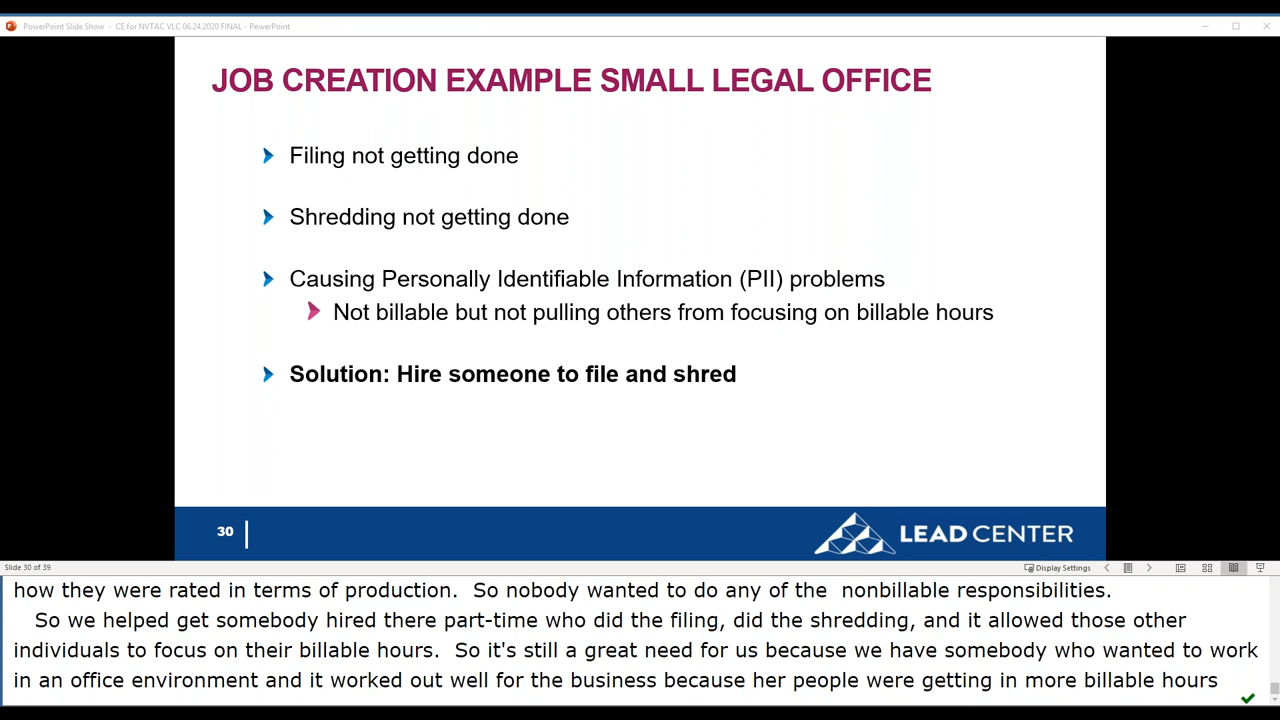 PowerPoint Slide Show - CE for NVTAC VLC 06.24.2020 FINAL - PowerPoint
JOB CREATION EXAMPLE SMALL LEGAL OFFICE
Filing not getting done
Shredding not getting done
Causing Personally Identifiable Information (PII) problems
Not billable but not pulling others from focusing on billable hours
Solution: Hire someone to file and shred
30
LEAD CENTER
Slide 30 of 39
Display Settings
how they were rated in terms of production.  So nobody wanted to do any of the  nonbillable responsibilities.
So we helped get somebody hired there part-time who did the filing, did the shredding, and it allowed those other
individuals to focus on their billable hours.  So it's still a great need for us because we have somebody who wanted to work
in an office environment and it worked out well for the business because her people were getting in more billable hours